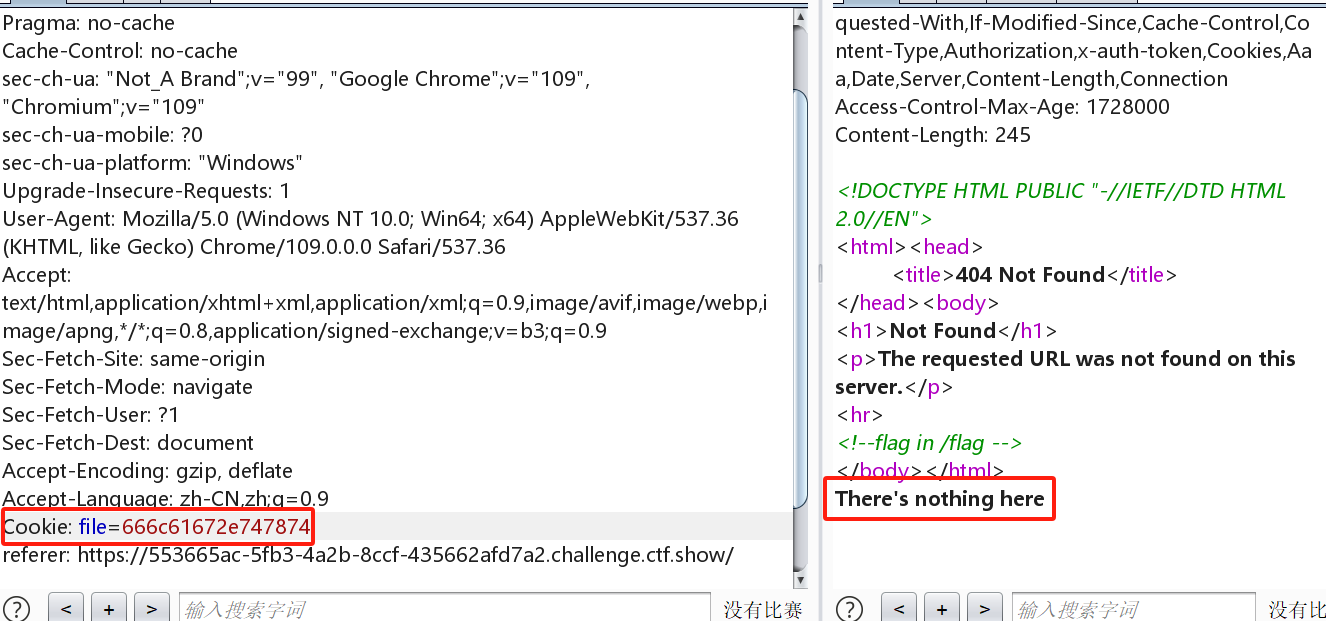 Pragma: no-cache
Cache-Control: no-cache
sec-ch-ua: "Not_A Brand";v="99", "Google Chrome";v="109",
"Chromium";v="109"
sec-ch-ua-mobile: ?0
sec-ch-ua-platform: "Windows"
Upgrade-Insecure-Requests: 1
User-Agent: Mozilla/5.0 (Windows NT 10.0; Win64; x64) AppleWebKit/537.36
(KHTML, like Gecko) Chrome/109.0.0.0 Safari/537.36
Accept:
text/html,application/xhtml+xml,application/xml;q=0.9,image/avif,image/webp,i
mage/apng,*/*;q=0.8,application/signed-exchange;v=b3;q=0.9
Sec-Fetch-Site: same-origin
Sec-Fetch-Mode: navigate
Sec-Fetch-User: ?1
Sec-Fetch-Dest: document
Accept-Encoding: gzip, deflate
Accept-Language: zh-CN,zh;q=0.9
Cookie: file=666c61672e747874
referer: https://553665ac-5fb3-4a2b-8ccf-435662afd7a2.challenge.ctf.show/
? < + > 输入搜索字词 没有比赛
quested-With,If-Modified-Since,Cache-Control,Co
ntent-Type,Authorization,x-auth-token,Cookies,Aa
a,Date,Server,Content-Length,Connection
Access-Control-Max-Age: 1728000
Content-Length: 245
<!DOCTYPE HTML PUBLIC "-//IETF//DTD HTML
2.0//EN">
<html><head>
<title>404 Not Found</title>
</head><body>
<h1>Not Found</h1>
<p>The requested URL was not found on this
server.</p>
<hr>
<!--flag in /flag -->
</body></html>
There's nothing here
? < + > 输入搜索字词 没有比